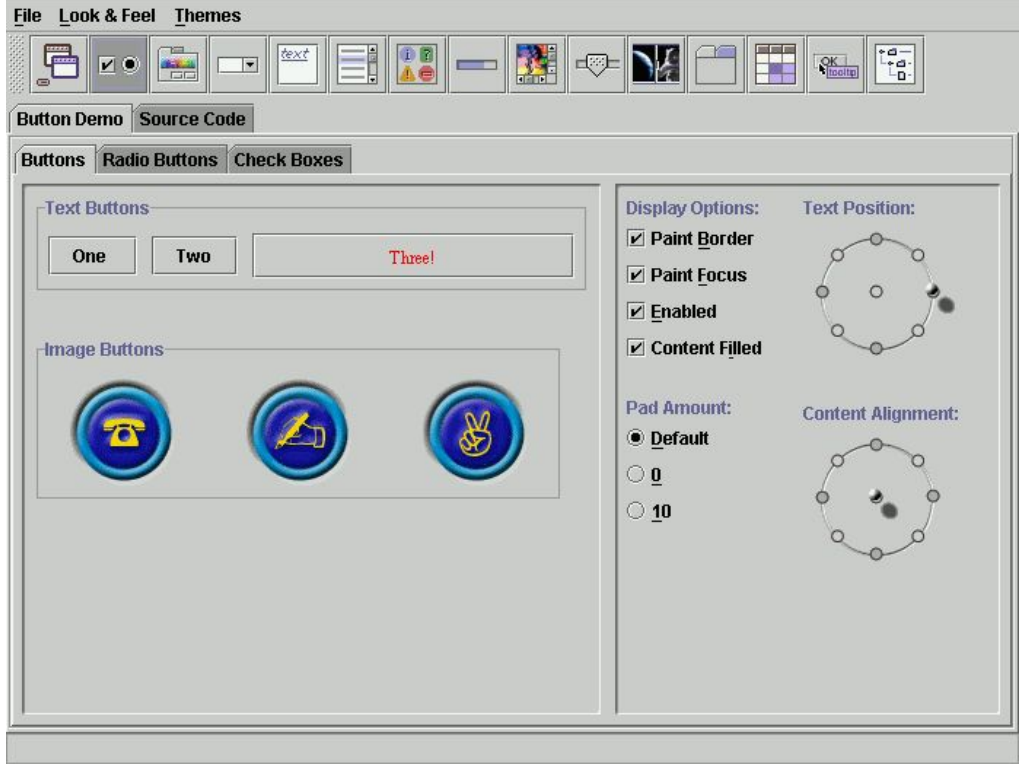 File Look & Feel Themes
text
OK
tooltip
Button Demo Source Code
Buttons Radio Buttons Check Boxes
Text Buttons
One Two Three!
Image Buttons
Display Options:
Paint Border
Paint Focus
Enabled
Content Filled
Text Position:
Pad Amount:
Default
0
10
Content Alignment: